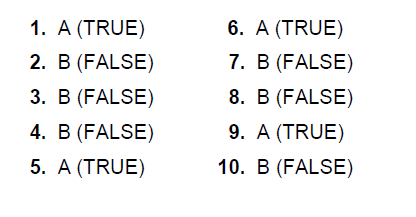 1. A (TRUE)
2. B (FALSE)
3. B (FALSE)
4. B (FALSE)
5. A (TRUE)
6. A (TRUE)
7. B (FALSE)
8. B (FALSE)
9. A (TRUE)
10. B (FALSE)